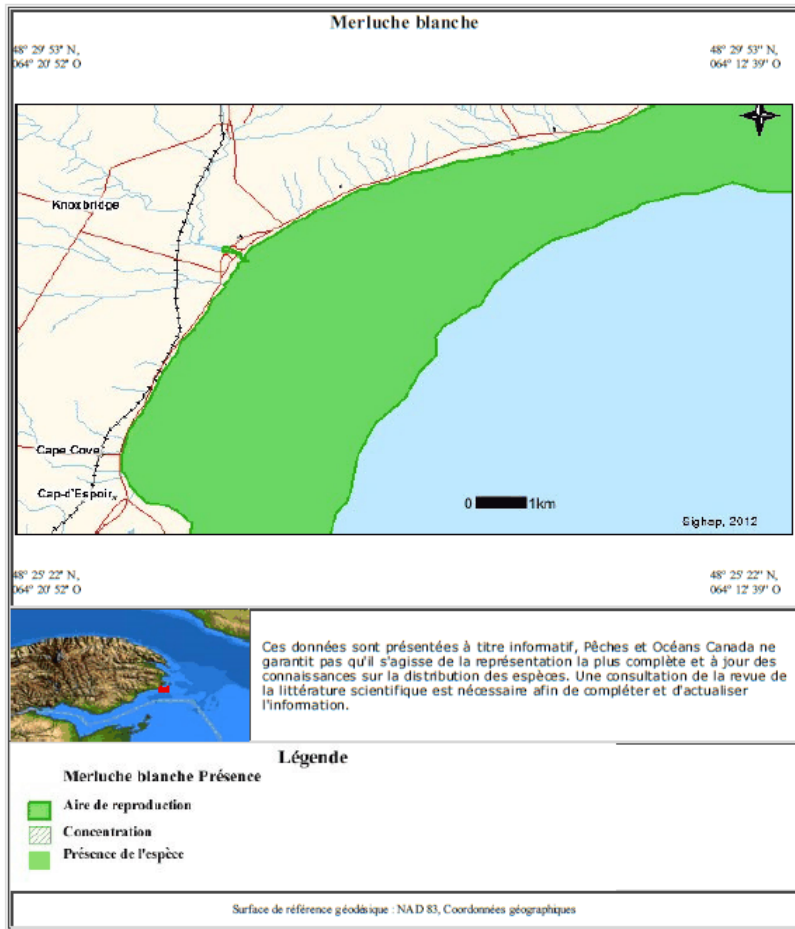 Merluche blanche
48° 29' 53" N,
064° 20' 52" O
48° 29' 53" N,
064° 12' 39" O
Knoxbridge
Cape Cove
Cap-d'Espoir
0 1km
Sighap, 2012
48° 25' 22" N,
064° 20' 52" O
48° 25' 22" N,
064° 12' 39" O
Ces données sont présentées à titre informatif, Pêches et Océans Canada ne
garantit pas qu'il s'agisse de la représentation la plus complète et à jour des
connaissances sur la distribution des espèces. Une consultation de la revue de
la littérature scientifique est nécessaire afin de compléter et d'actualiser
l'information.
Légende
Merluche blanche Présence
Aire de reproduction
Concentration
Présence de l'espèce
Surface de référence géodésique : NAD 83, Coordonnées géographiques